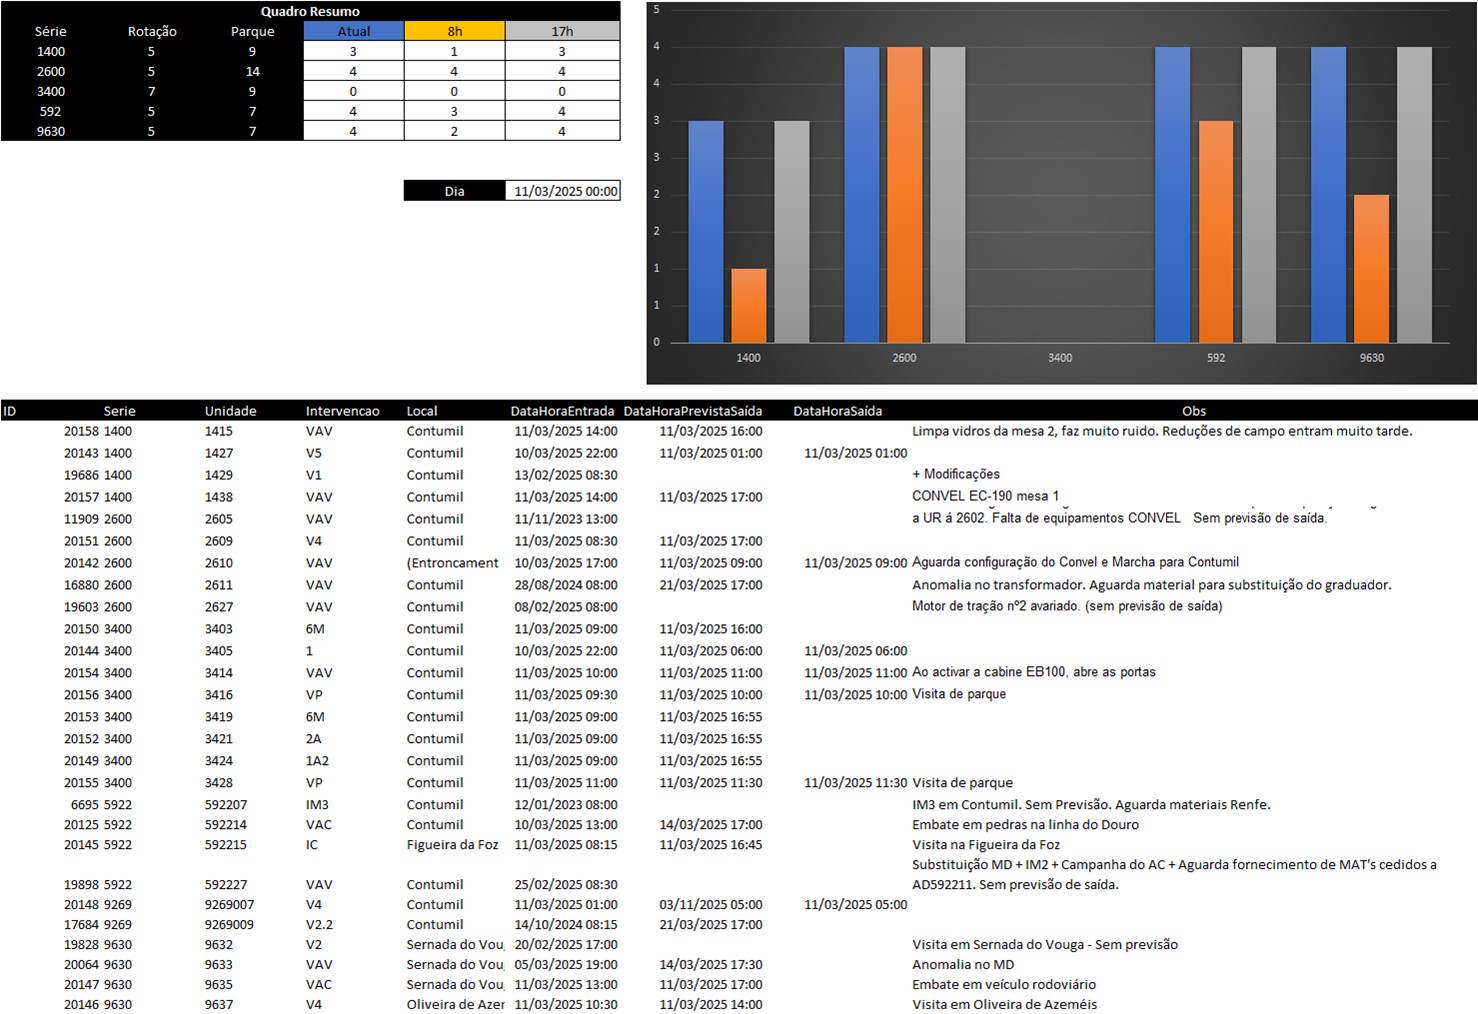 Quadro Resumo
Série Rotação Parque Atual 8h 17h
1400 5 9 3 1 3
2600 5 14 4 4 4
3400 7 9 0 0 0
592 5 7 4 3 4
9630 5 7 4 2 4
Dia 11/03/2025 00:00
5
4
4
3
3
2
2
1
1
0
1400 2600 3400 592 9630
ID Serie Unidade Intervencao Local DataHoraEntrada DataHoraPrevistaSaída DataHoraSaída Obs
20158 1400 1415 VAV Contumil 11/03/2025 14:00 11/03/2025 16:00 Limpa vidros da mesa 2, faz muito ruido. Reduções de campo entram muito tarde.
20143 1400 1427 V5 Contumil 10/03/2025 22:00 11/03/2025 01:00 11/03/2025 01:00
19686 1400 1429 V1 Contumil 13/02/2025 08:30 + Modificações
20157 1400 1438 VAV Contumil 11/03/2025 14:00 11/03/2025 17:00 CONVEL EC-190 mesa 1
11909 2600 2605 VAV Contumil 11/11/2023 13:00 a UR á 2602. Falta de equipamentos CONVEL Sem previsão de saída.
20151 2600 2609 V4 Contumil 11/03/2025 08:30 11/03/2025 17:00
20142 2600 2610 VAV (Entroncament 10/03/2025 17:00 11/03/2025 09:00 11/03/2025 09:00 Aguarda configuração do Convel e Marcha para Contumil
16880 2600 2611 VAV Contumil 28/08/2024 08:00 21/03/2025 17:00 Anomalia no transformador. Aguarda material para substituição do graduador.
19603 2600 2627 VAV Contumil 08/02/2025 08:00 Motor de tração nº2 avariado. (sem previsão de saída)
20150 3400 3403 6M Contumil 11/03/2025 09:00 11/03/2025 16:00
20144 3400 3405 1 Contumil 10/03/2025 22:00 11/03/2025 06:00 11/03/2025 06:00
20154 3400 3414 VAV Contumil 11/03/2025 10:00 11/03/2025 11:00 11/03/2025 11:00 Ao activar a cabine EB100, abre as portas
20156 3400 3416 VP Contumil 11/03/2025 09:30 11/03/2025 10:00 11/03/2025 10:00 Visita de parque
20153 3400 3419 6M Contumil 11/03/2025 09:00 11/03/2025 16:55
20152 3400 3421 2A Contumil 11/03/2025 09:00 11/03/2025 16:55
20149 3400 3424 1A2 Contumil 11/03/2025 09:00 11/03/2025 16:55
20155 3400 3428 VP Contumil 11/03/2025 11:00 11/03/2025 11:30 11/03/2025 11:30 Visita de parque
6695 5922 592207 IM3 Contumil 12/01/2023 08:00 IM3 em Contumil. Sem Previsão. Aguarda materiais Renfe.
20125 5922 592214 VAC Contumil 10/03/2025 13:00 14/03/2025 17:00 Embate em pedras na linha do Douro
20145 5922 592215 IC Figueira da Foz 11/03/2025 08:15 11/03/2025 16:45 Visita na Figueira da Foz
Substituição MD + IM2 + Campanha do AC + Aguarda fornecimento de MAT's cedidos a
19898 5922 592227 VAV Contumil 25/02/2025 08:30 AD592211. Sem previsão de saída.
20148 9269 9269007 V4 Contumil 11/03/2025 01:00 03/11/2025 05:00 11/03/2025 05:00
17684 9269 9269009 V2.2 Contumil 14/10/2024 08:15 21/03/2025 17:00
19828 9630 9632 V2 Sernada do Vou 20/02/2025 17:00 Visita em Sernada do Vouga - Sem previsão
20064 9630 9633 VAV Sernada do Vou 05/03/2025 19:00 14/03/2025 17:30 Anomalia no MD
20147 9630 9635 VAC Sernada do Vou 11/03/2025 13:00 11/03/2025 17:00 Embate em veículo rodoviário
20146 9630 9637 V4 Oliveira de Azer 11/03/2025 10:30 11/03/2025 14:00 Visita em Oliveira de Azeméis